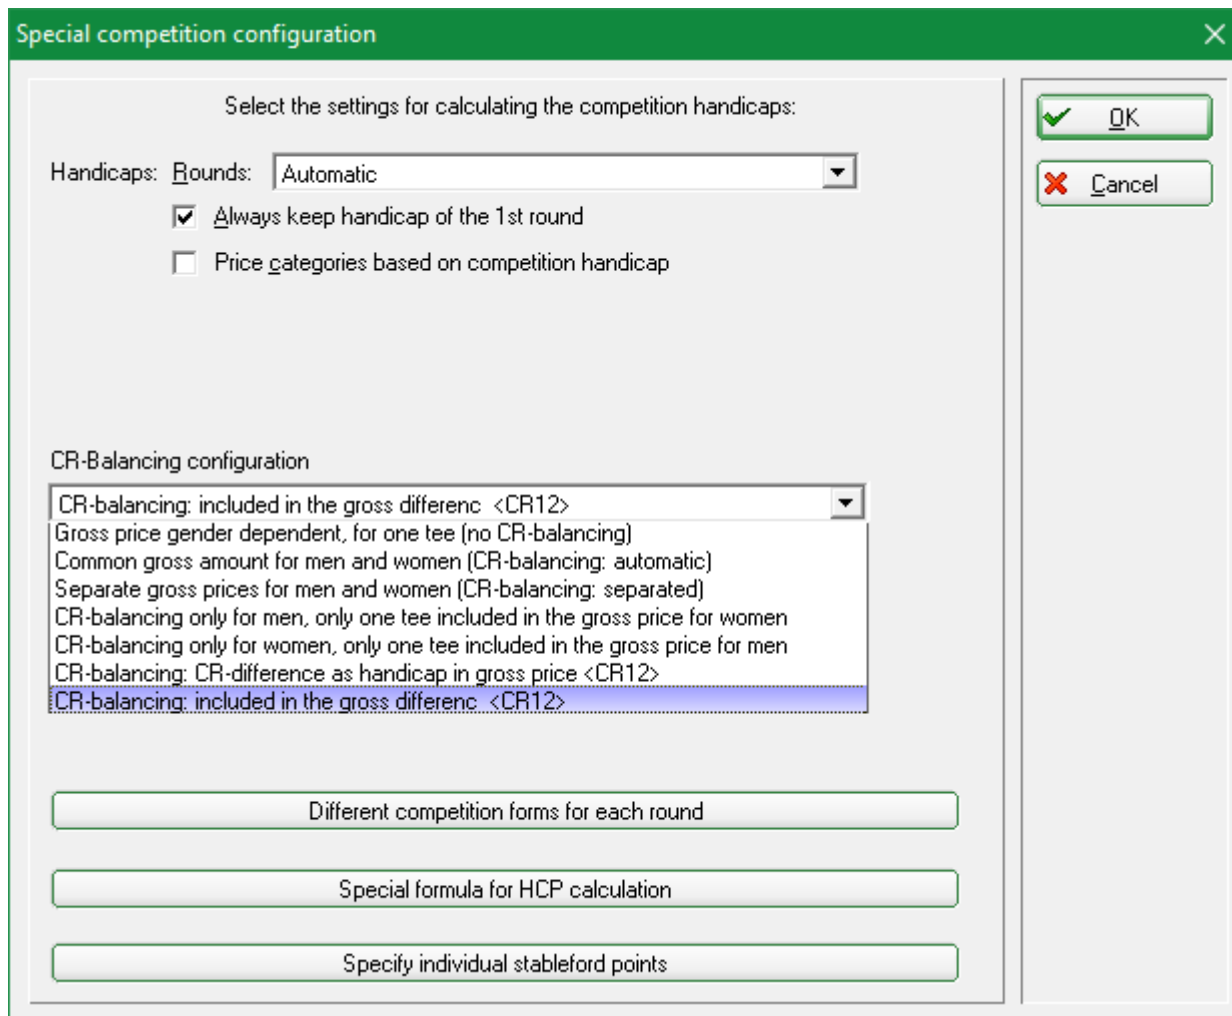 Special competition configuration
Select the settings for calculating the competition handicaps:
OK
Handicaps: Rounds: Automatic
Cancel
Always keep handicap of the 1st round
Price categories based on competition handicap
CR-Balancing configuration
CR-balancing: included in the gross differenc <CR12>
Gross price gender dependent, for one tee (no CR-balancing)
Common gross amount for men and women (CR-balancing: automatic)
Separate gross prices for men and women (CR-balancing: separated)
CR-balancing only for men, only one tee included in the gross price for women
CR-balancing only for women, only one tee included in the gross price for men
CR-balancing: CR-difference as handicap in gross price <CR12>
CR-balancing: included in the gross differenc <CR12>
Different competition forms for each round
Special formula for HCP calculation
Specify individual stableford points